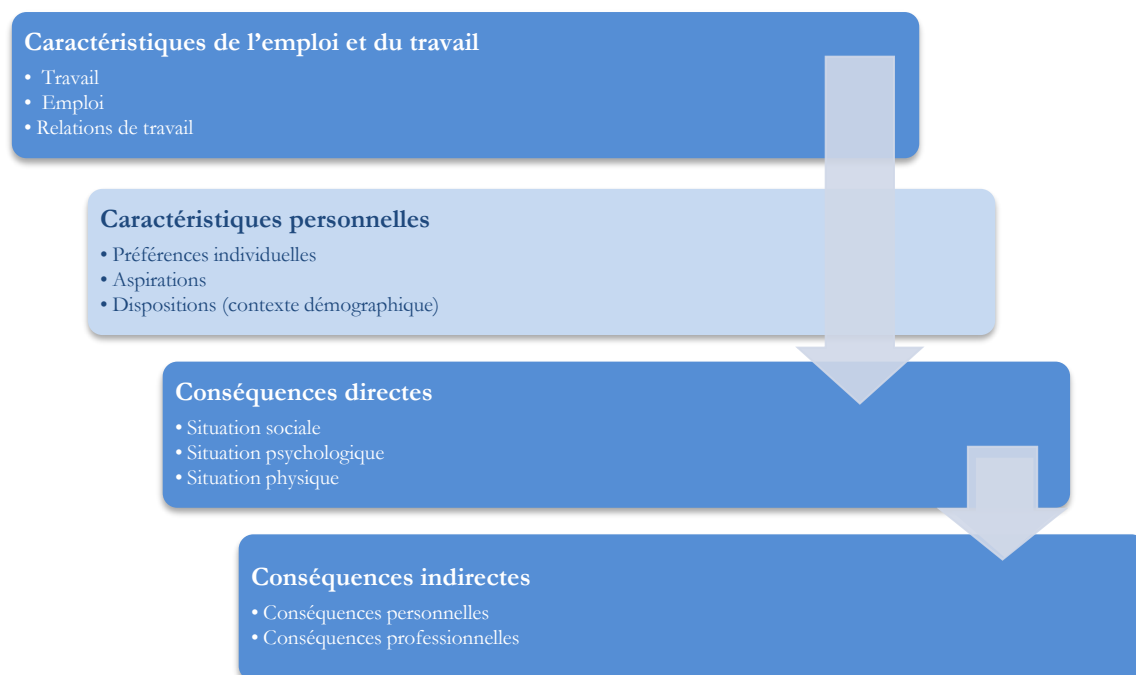 Caractéristiques de l’emploi et du travail
• Travail
• Emploi
• Relations de travail
Caractéristiques personnelles
• Préférences individuelles
• Aspirations
• Dispositions (contexte démographique)
Conséquences directes
• Situation sociale
• Situation psychologique
• Situation physique
Conséquences indirectes
• Conséquences personnelles
• Conséquences professionnelles